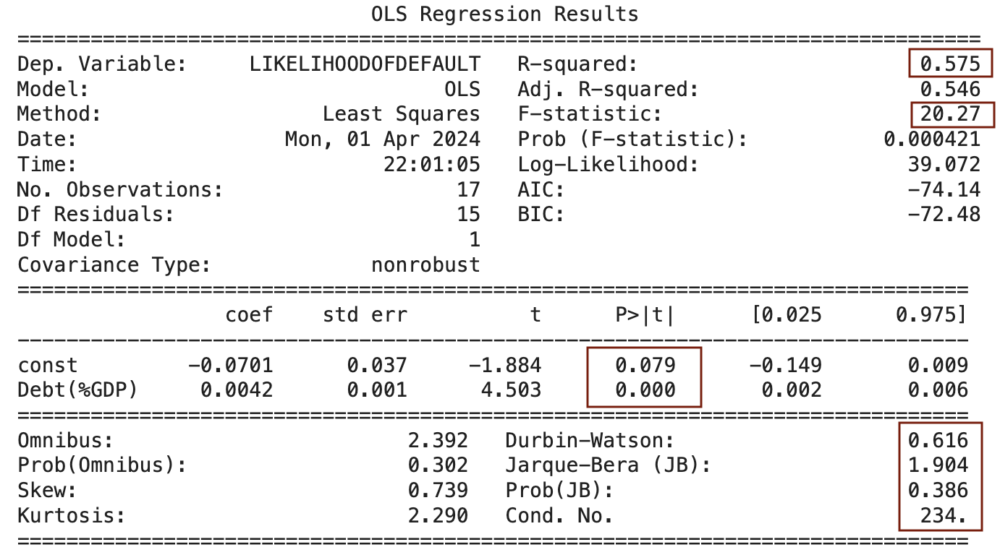 OLS Regression Results
==============================================================================
Dep. Variable: LIKELIHOODOFDEFAULT R-squared: 0.575
Model: OLS Adj. R-squared: 0.546
Method: Least Squares F-statistic: 20.27
Date: Mon, 01 Apr 2024 Prob (F-statistic): 0.000421
Time: 22:01:05 Log-Likelihood: 39.072
No. Observations: 17 AIC: -74.14
Df Residuals: 15 BIC: -72.48
Df Model: 1
Covariance Type: nonrobust
==============================================================================
coef std err t P>|t| [0.025 0.975]
------------------------------------------------------------------------------
const -0.0701 0.037 -1.884 0.079 -0.149 0.009
Debt(%GDP) 0.0042 0.001 4.503 0.000 0.002 0.006
==============================================================================
Omnibus: 2.392 Durbin-Watson: 0.616
Prob(Omnibus): 0.302 Jarque-Bera (JB): 1.904
Skew: 0.739 Prob(JB): 0.386
Kurtosis: 2.290 Cond. No. 234.
==============================================================================